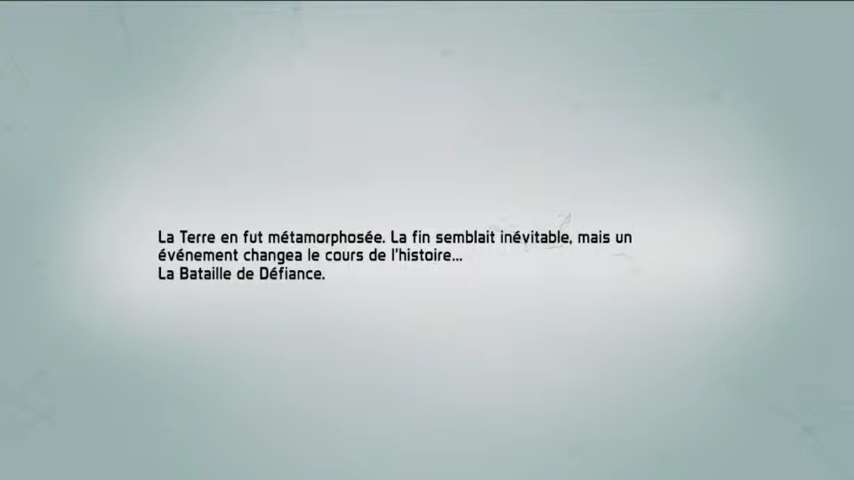 La Terre en fut métamorphosée. La fin semblait inévitable, mais un
événement changea le cours de l'histoire...
La Bataille de Défiance.